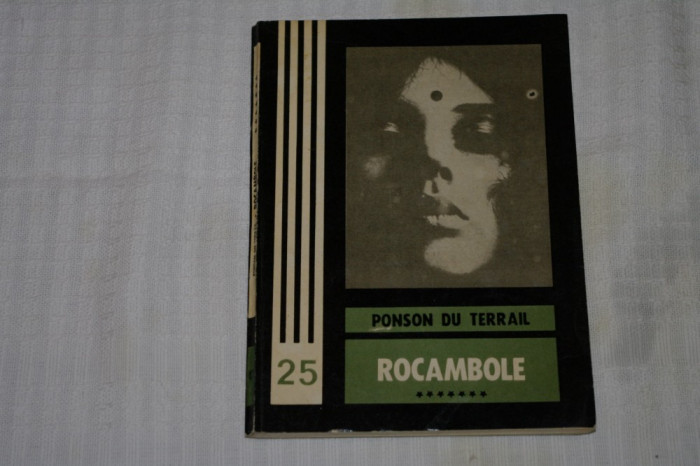 PONSON DU TERRAIL
25
ROCAMBOLE
*******